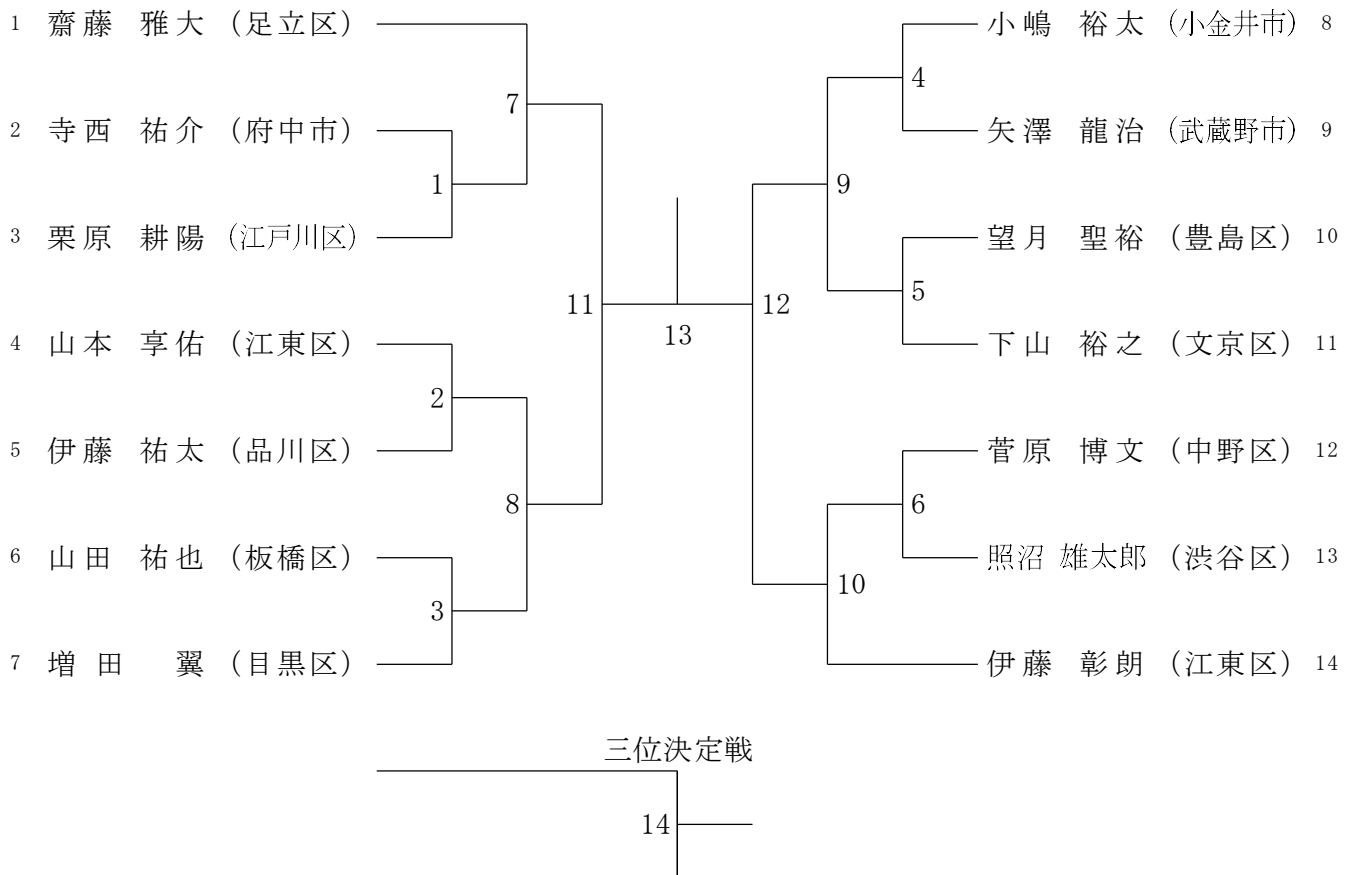 1 齋藤 雅大 (足立区)
2 寺西 祐介 (府中市)
3 栗原 耕陽 (江戸川区)
4 山本 享佑 (江東区)
5 伊藤 祐太 (品川区)
6 山田 祐也 (板橋区)
7 増田 翼 (目黒区)
7
1
2
8
3
11
13
12
4
9
5
6
10
小嶋 裕太 (小金井市) 8
矢澤 龍治 (武蔵野市) 9
望月 聖裕 (豊島区) 10
下山 裕之 (文京区) 11
菅原 博文 (中野区) 12
照沼 雄太郎 (渋谷区) 13
伊藤 彰朗 (江東区) 14
三位決定戦
14